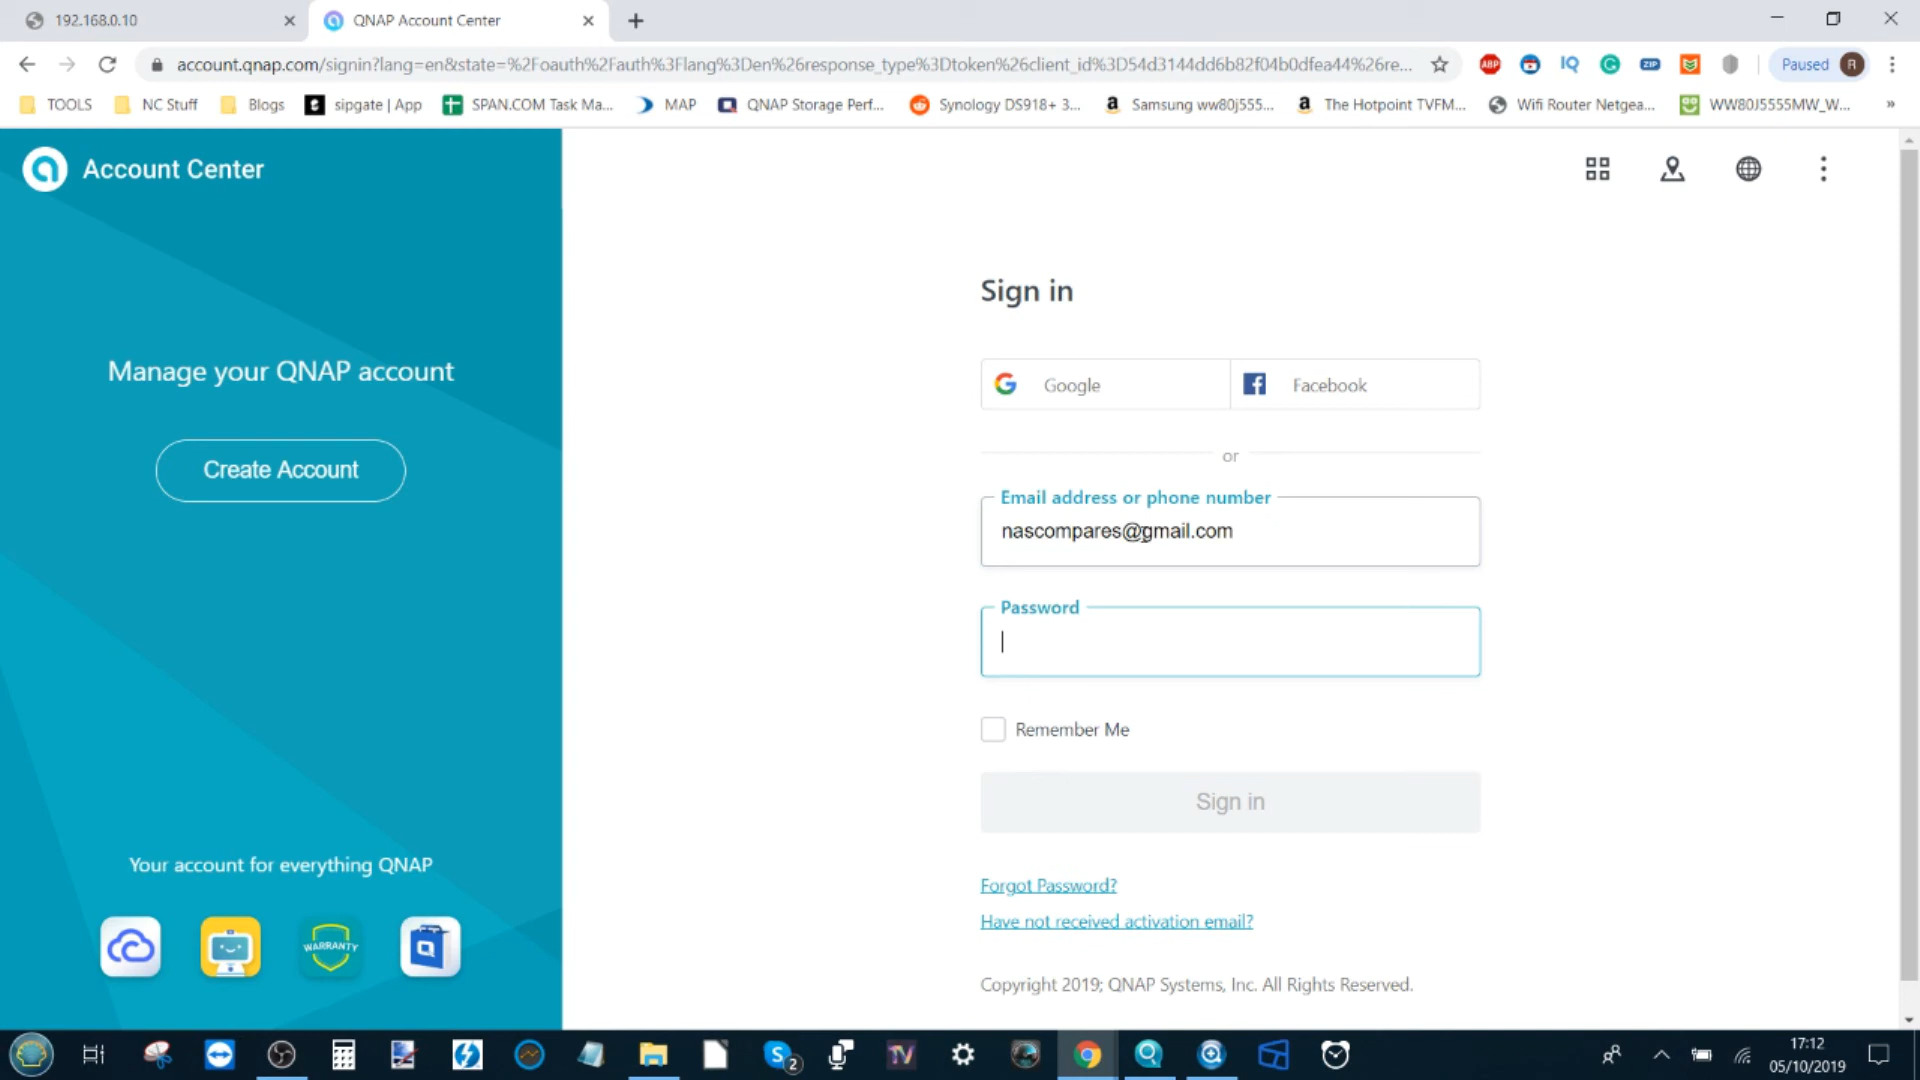 192.168.0.10
QNAP Account Center
account.qnap.com/signin?lang=en&state=%2Foauth%2Fauth%3Flang%3Den%26response_type%3Dtoken%26client_id%3D54d3144dd6b82f04b0dfea44%26re...
ABP
IQ
ZIP
Paused
R
TOOLS
NC Stuff
Blogs
sipgate | App
SPAN.COM Task Ma...
MAP
QNAP Storage Perf...
Synology DS918+ 3...
Samsung ww80j555...
The Hotpoint TVFM...
Wifi Router Netgea...
WW80J5555MW_W...
»
Account Center
Manage your QNAP account
Create Account
Your account for everything QNAP
WARRANTY
Sign in
Google
Facebook
or
Email address or phone number
nascompares@gmail.com
Password
Remember Me
Sign in
Forgot Password?
Have not received activation email?
Copyright 2019; QNAP Systems, Inc. All Rights Reserved.
2
TV
17:12
05/10/2019